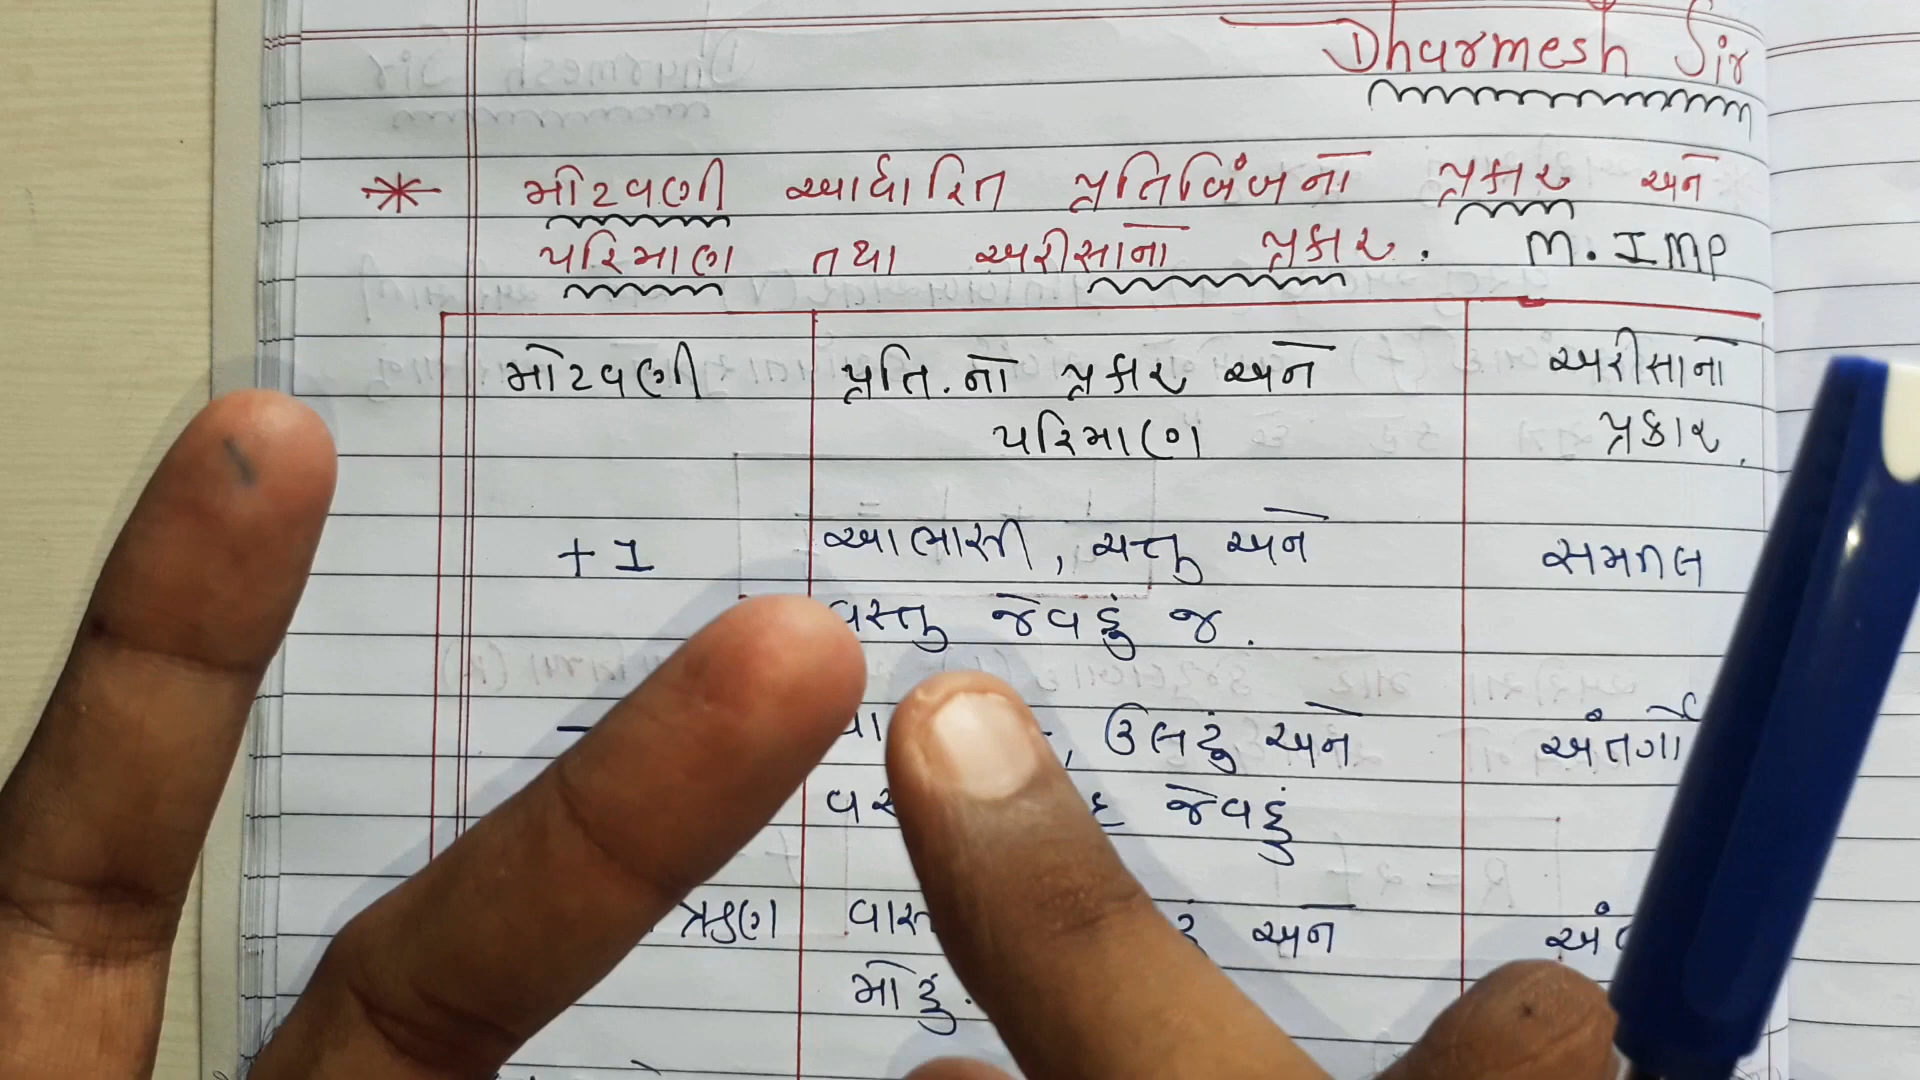 Dharmesh Sir
* મોટવણી આધારિત પ્રતિબિંબનો પ્રકાર અને
પરિમાણ તથા અરીસાનો પ્રકાર. M. IMP
મોટવણી પ્રતિ. નો પ્રકાર અને અરીસાનો
પરિમાણ પ્રકાર.
+1 આભાસી, ચત્તુ અને સમતલ
વસ્તુ જેવડું જ.
ઉલટું અને
જેવડું
ઋણ અને
મોટું.